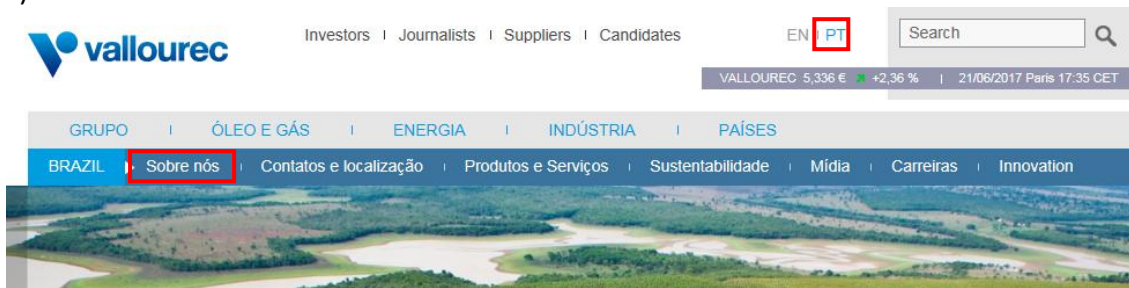 vallourec
Investors | Journalists | Suppliers | Candidates
EN | PT
Search
VALLOUREC 5,336 € +2,36 % | 21/06/2017 Paris 17:35 CET
GRUPO | ÓLEO E GÁS | ENERGIA | INDÚSTRIA | PAÍSES
BRAZIL Sobre nós | Contatos e localização | Produtos e Serviços | Sustentabilidade | Mídia | Carreiras | Innovation